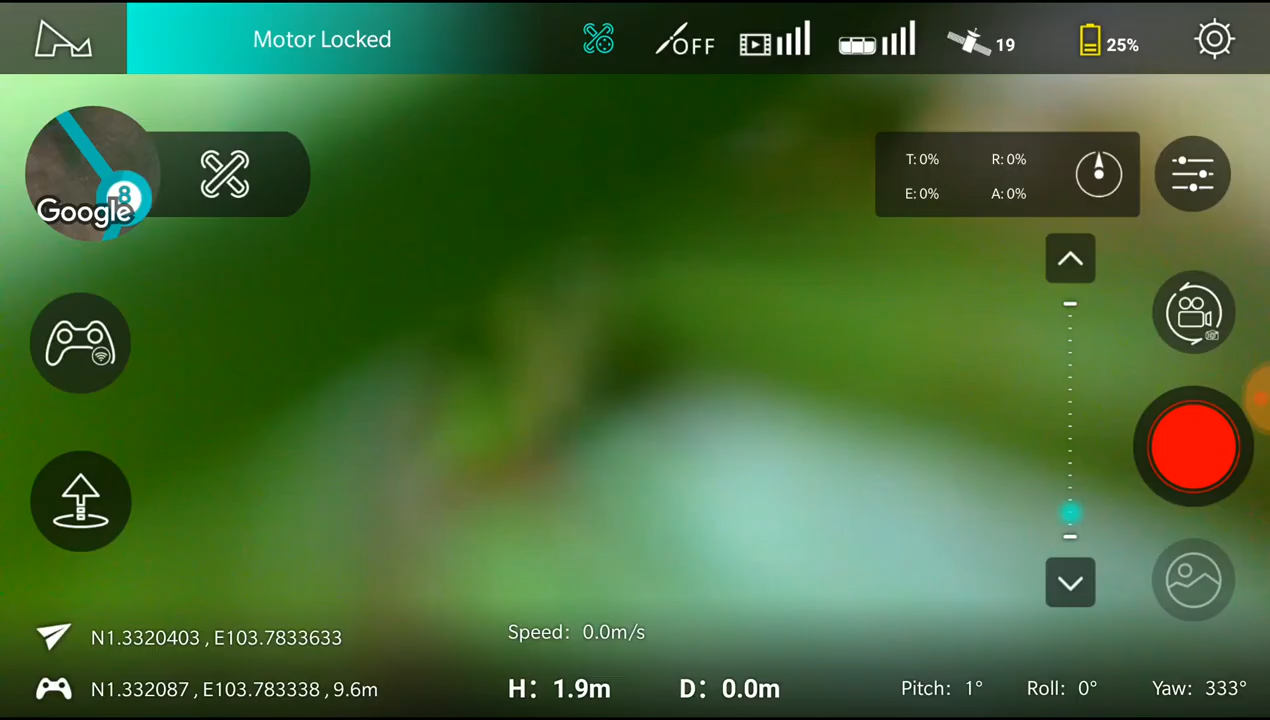 Motor Locked
OFF
19
25%
8
Google
T: 0%
R: 0%
E: 0%
A: 0%
N1.3320403 , E103.7833633
Speed: 0.0m/s
N1.332087 , E103.783338 , 9.6m
H: 1.9m
D: 0.0m
Pitch: 1°
Roll: 0°
Yaw: 333°